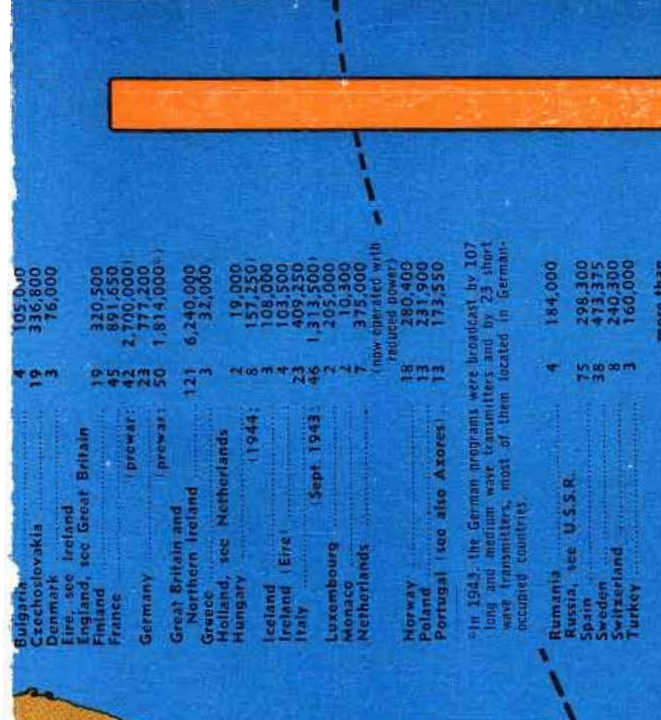 Bulgaria 4 105,000
Czechoslovakia 19 336,800
Denmark 3 76,000
Eire, see Ireland
England, see Great Britain
Finland 19 320,500
France 45 891,650
(prewar: 42 2,700,000)
Germany 23 777,200
(prewar: 50 1,814,000*)
Great Britain and
Northern Ireland 121 6,240,000
Greece 3 32,000
Holland, see Netherlands
Hungary 2 19,000
(1944: 8 157,250)
Iceland 3 108,000
Ireland (Eire) 4 103,500
Italy 23 409,250
(Sept. 1943: 46 1,313,500)
Luxembourg 2 205,000
Monaco 2 10,300
Netherlands 7 375,000
(now operated with
reduced power)
Norway 18 280,400
Poland 13 231,900
Portugal (see also Azores) 13 173,550
*In 1943, the German programs were broadcast by 107
long and medium wave transmitters and by 23 short
wave transmitters, most of them located in German-
occupied countries
Rumania 4 184,000
Russia, see U.S.S.R.
Spain 75 298,300
Sweden 38 473,375
Switzerland 8 240,300
Turkey 3 160,000
more than